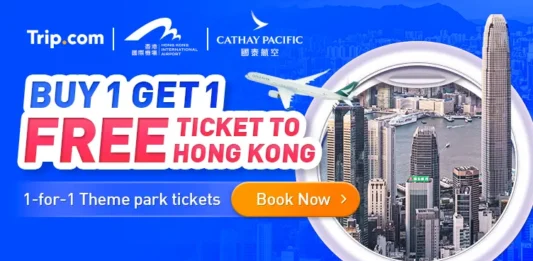 Trip.com
香港
國際機場
HONG KONG
INTERNATIONAL
AIRPORT
CATHAY PACIFIC
國泰航空
BUY 1 GET 1
FREE TICKET TO
HONG KONG
1-for-1 Theme park tickets
Book Now >